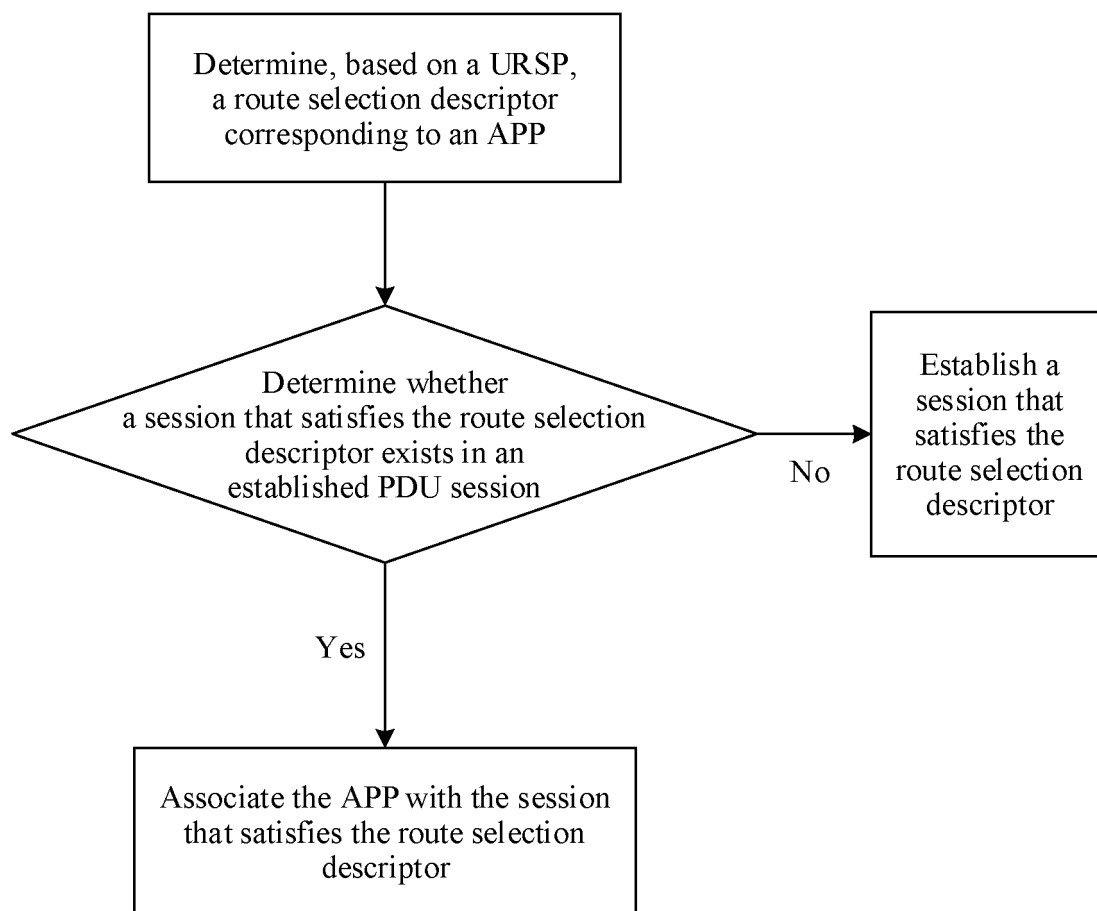 Determine, based on a URSP,
a route selection descriptor
corresponding to an APP
Determine whether
a session that satisfies the route selection
descriptor exists in an
established PDU session
No
Establish a
session that
satisfies the
route selection
descriptor
Yes
Associate the APP with the session
that satisfies the route selection
descriptor